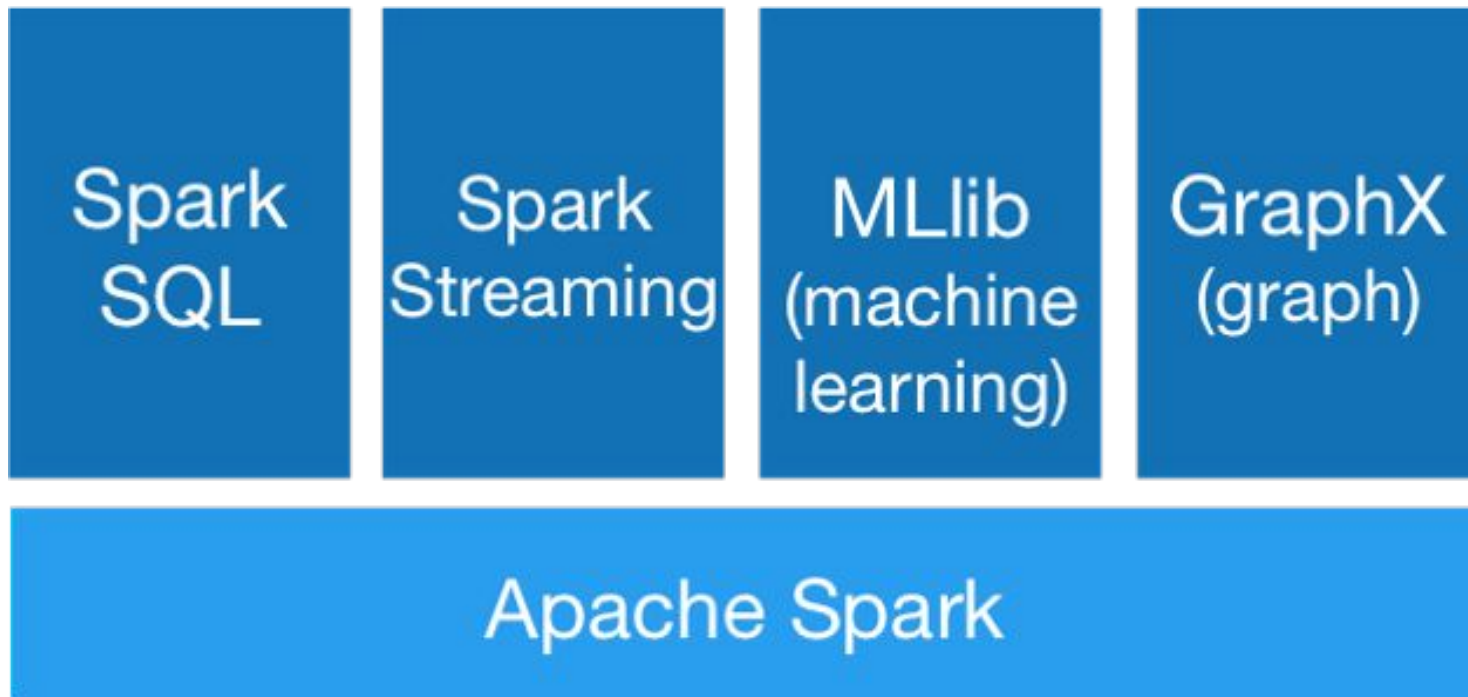 Spark
SQL
Spark
Streaming
MLlib
(machine
learning)
GraphX
(graph)
Apache Spark